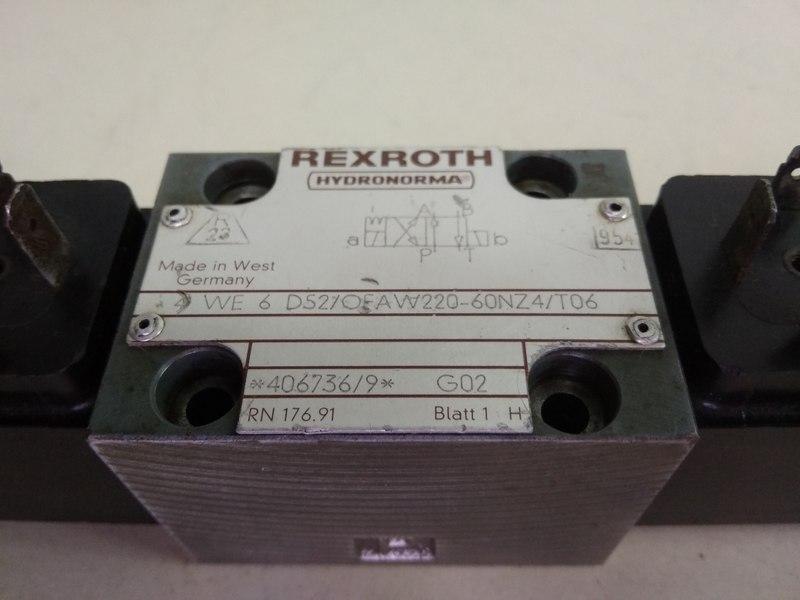 REXROTH
HYDRONORMA®
23
a
b
P
T
954
Made in West
Germany
4 WE 6 D52/OFAW220-60NZ4/T06
*406736/9* G02
RN 176.91 Blatt 1 H